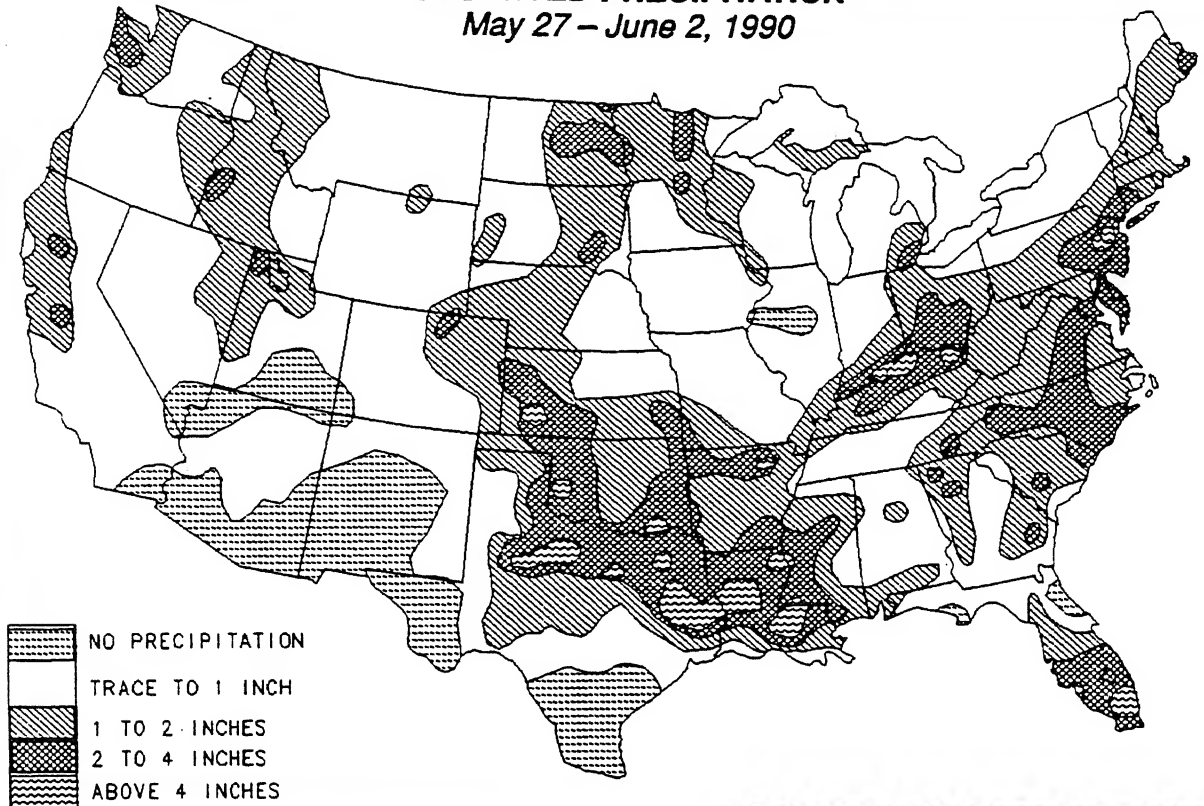 May 27 – June 2, 1990
NO PRECIPITATION
TRACE TO 1 INCH
1 TO 2 INCHES
2 TO 4 INCHES
ABOVE 4 INCHES